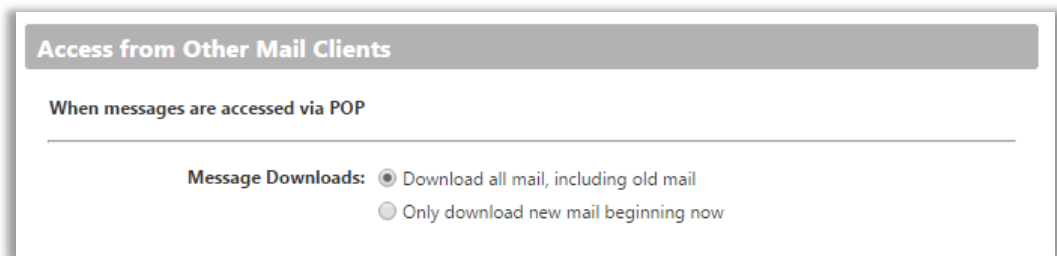 Access from Other Mail Clients
When messages are accessed via POP
Message Downloads: Download all mail, including old mail
Only download new mail beginning now